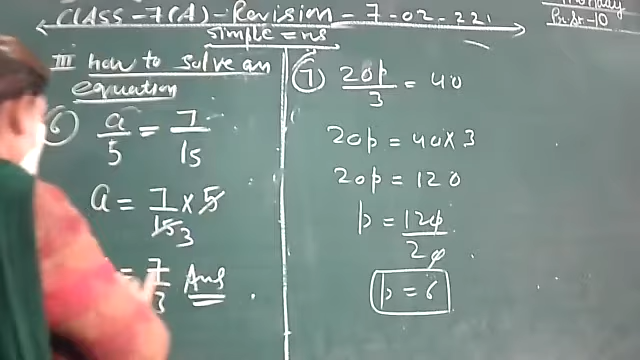 CLASS-7(A)-Revision-7-02-22
Simple =ns
III how to solve an equation
6) a/5 = 7/15
a = 7/15 × 5
3
= 7/3 Ans
7) 20p/3 = 40
20p = 40×3
20p = 120
p = 120/20
p = 6